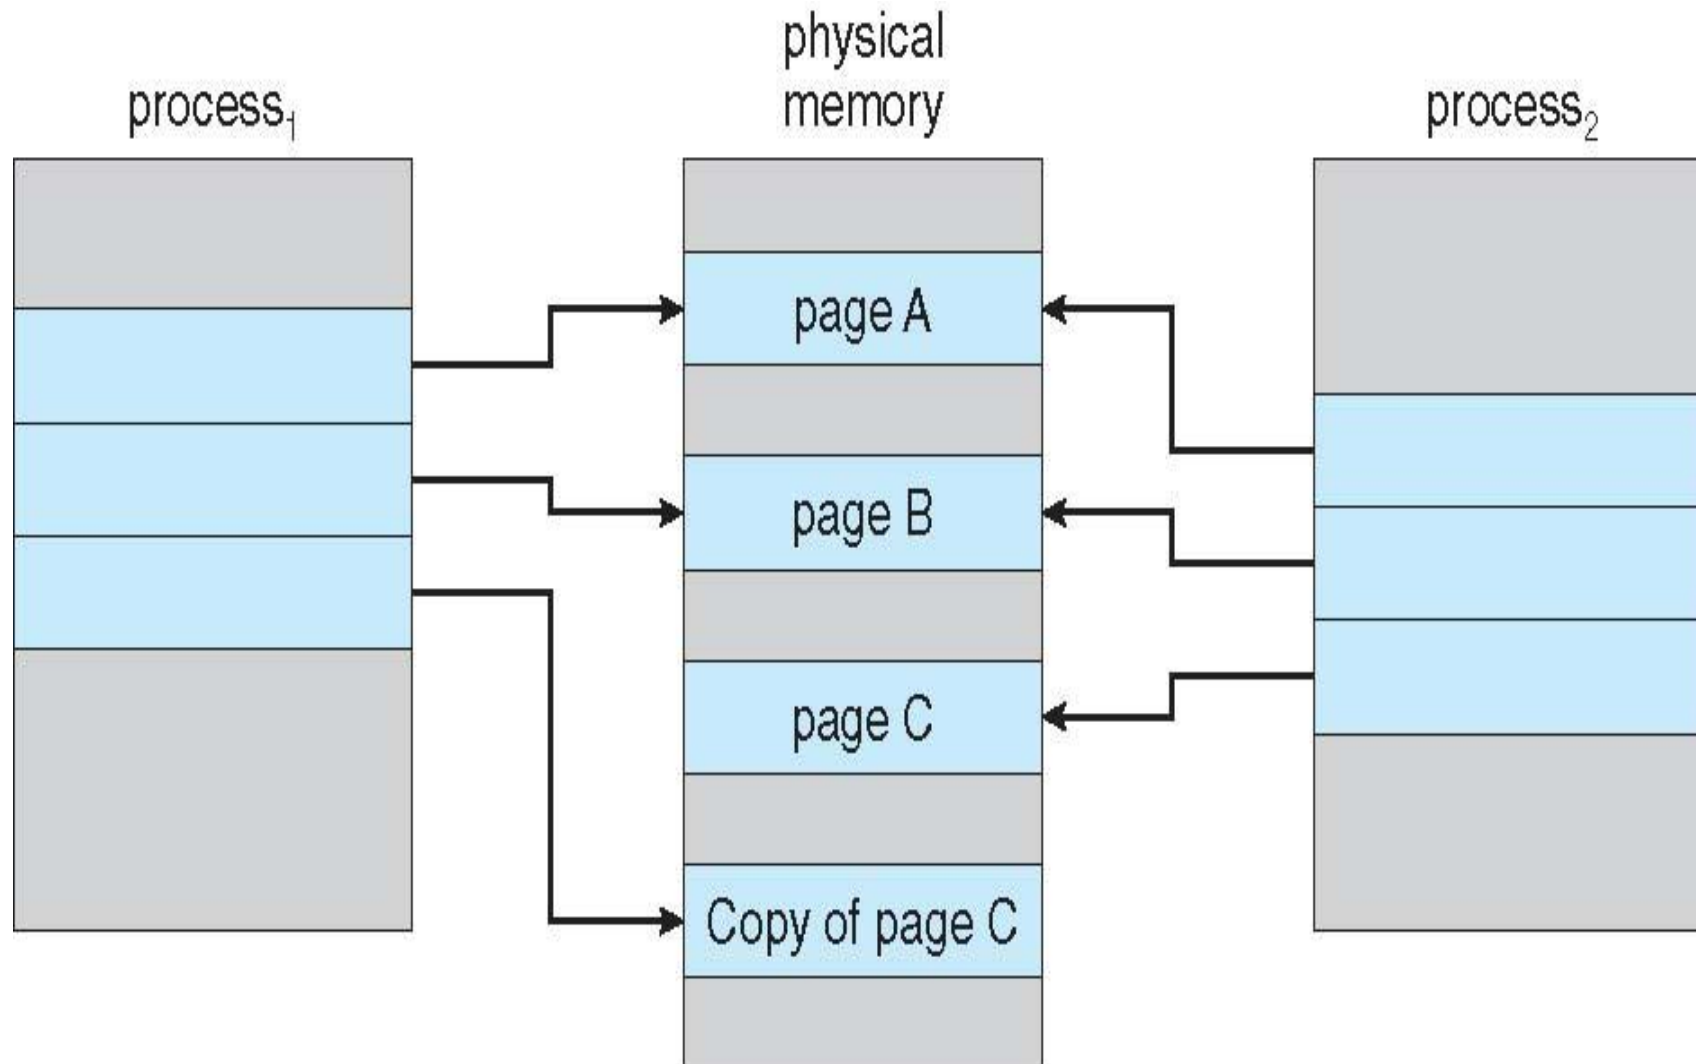 physical
memory
process₁
process₂
page A
page B
page C
Copy of page C